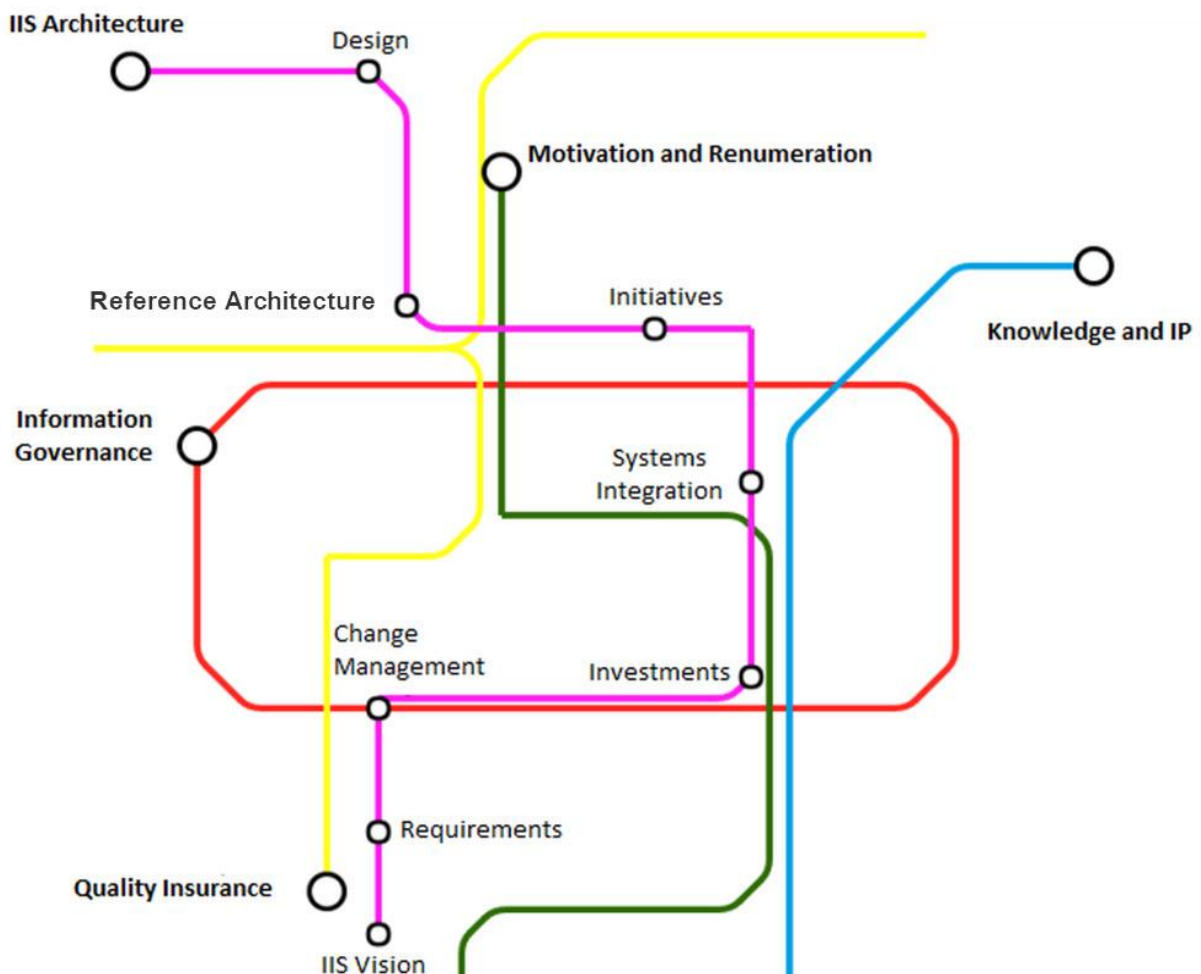 IIS Architecture
Design
Motivation and Renumeration
Reference Architecture
Initiatives
Knowledge and IP
Information
Governance
Systems
Integration
Change
Management
Investments
Requirements
Quality Insurance
IIS Vision